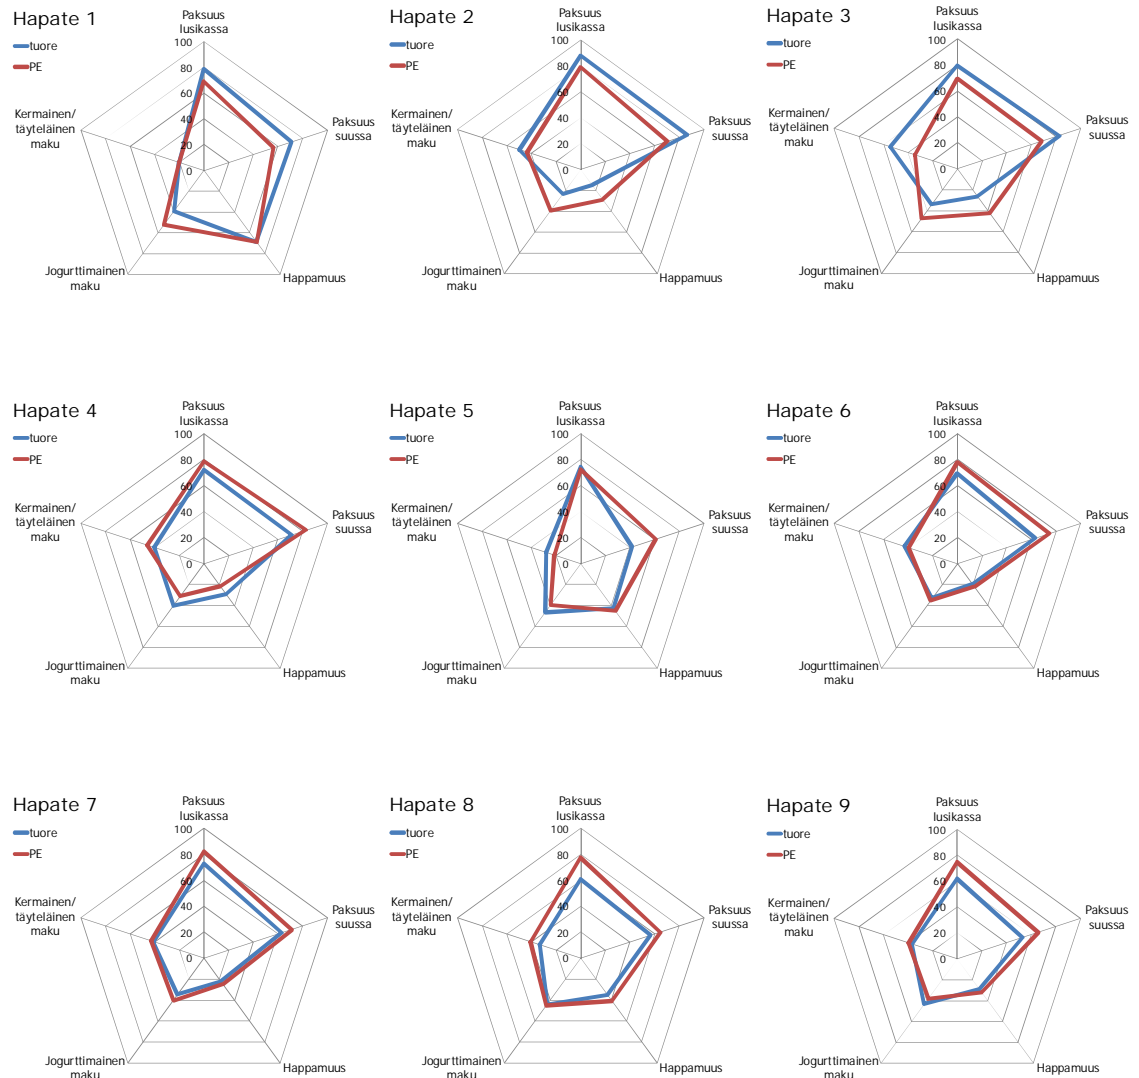 Hapate 1
tuore
PE
Paksuus
lusikassa
100
80
60
40
20
0
Kermainen/
täyteläinen
maku
Paksuus
suussa
Jogurttimainen
maku
Happamuus
Hapate 2
tuore
PE
Paksuus
lusikassa
100
80
60
40
20
0
Kermainen/
täyteläinen
maku
Paksuus
suussa
Jogurttimainen
maku
Happamuus
Hapate 3
tuore
PE
Paksuus
lusikassa
100
80
60
40
20
0
Kermainen/
täyteläinen
maku
Paksuus
suussa
Jogurttimainen
maku
Happamuus
Hapate 4
tuore
PE
Paksuus
lusikassa
100
80
60
40
20
0
Kermainen/
täyteläinen
maku
Paksuus
suussa
Jogurttimainen
maku
Happamuus
Hapate 5
tuore
PE
Paksuus
lusikassa
100
80
60
40
20
0
Kermainen/
täyteläinen
maku
Paksuus
suussa
Jogurttimainen
maku
Happamuus
Hapate 6
tuore
PE
Paksuus
lusikassa
100
80
60
40
20
0
Kermainen/
täyteläinen
maku
Paksuus
suussa
Jogurttimainen
maku
Happamuus
Hapate 7
tuore
PE
Paksuus
lusikassa
100
80
60
40
20
0
Kermainen/
täyteläinen
maku
Paksuus
suussa
Jogurttimainen
maku
Happamuus
Hapate 8
tuore
PE
Paksuus
lusikassa
100
80
60
40
20
0
Kermainen/
täyteläinen
maku
Paksuus
suussa
Jogurttimainen
maku
Happamuus
Hapate 9
tuore
PE
Paksuus
lusikassa
100
80
60
40
20
0
Kermainen/
täyteläinen
maku
Paksuus
suussa
Jogurttimainen
maku
Happamuus